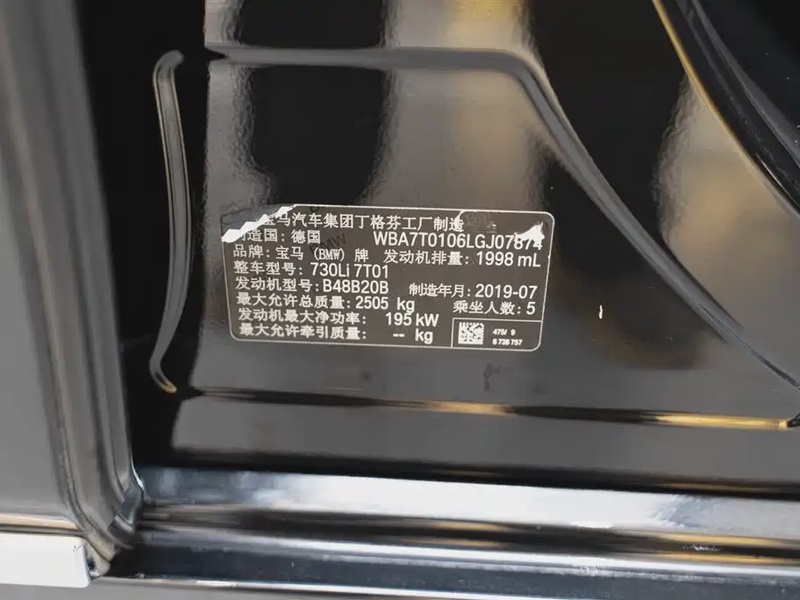 宝马汽车集团丁格芬工厂制造
制造国: 德国 WBA7T0106LGJ07874
品牌: 宝马 (BMW) 牌 发动机排量: 1998 mL
整车型号: 730Li 7T01
发动机型号: B48B20B 制造年月: 2019-07
最大允许总质量: 2505 kg 乘坐人数: 5
发动机最大净功率: 195 kW
最大允许牵引质量: -- kg
475/ 9
6 738 757